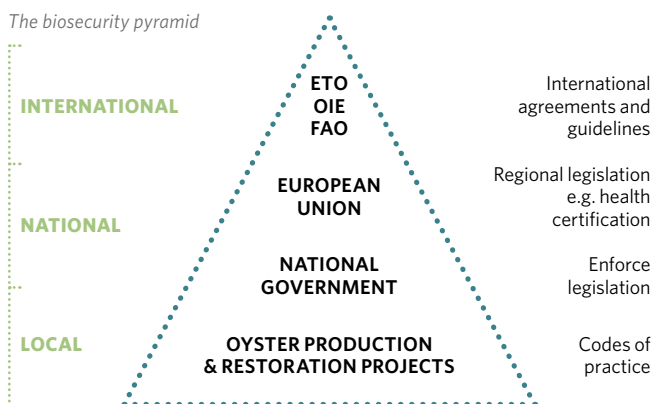 The biosecurity pyramid
INTERNATIONAL
ETO
OIE
FAO
International
agreements and
guidelines
NATIONAL
EUROPEAN
UNION
Regional legislation
e.g. health
certification
NATIONAL
GOVERNMENT
Enforce
legislation
LOCAL
OYSTER PRODUCTION
& RESTORATION PROJECTS
Codes of
practice